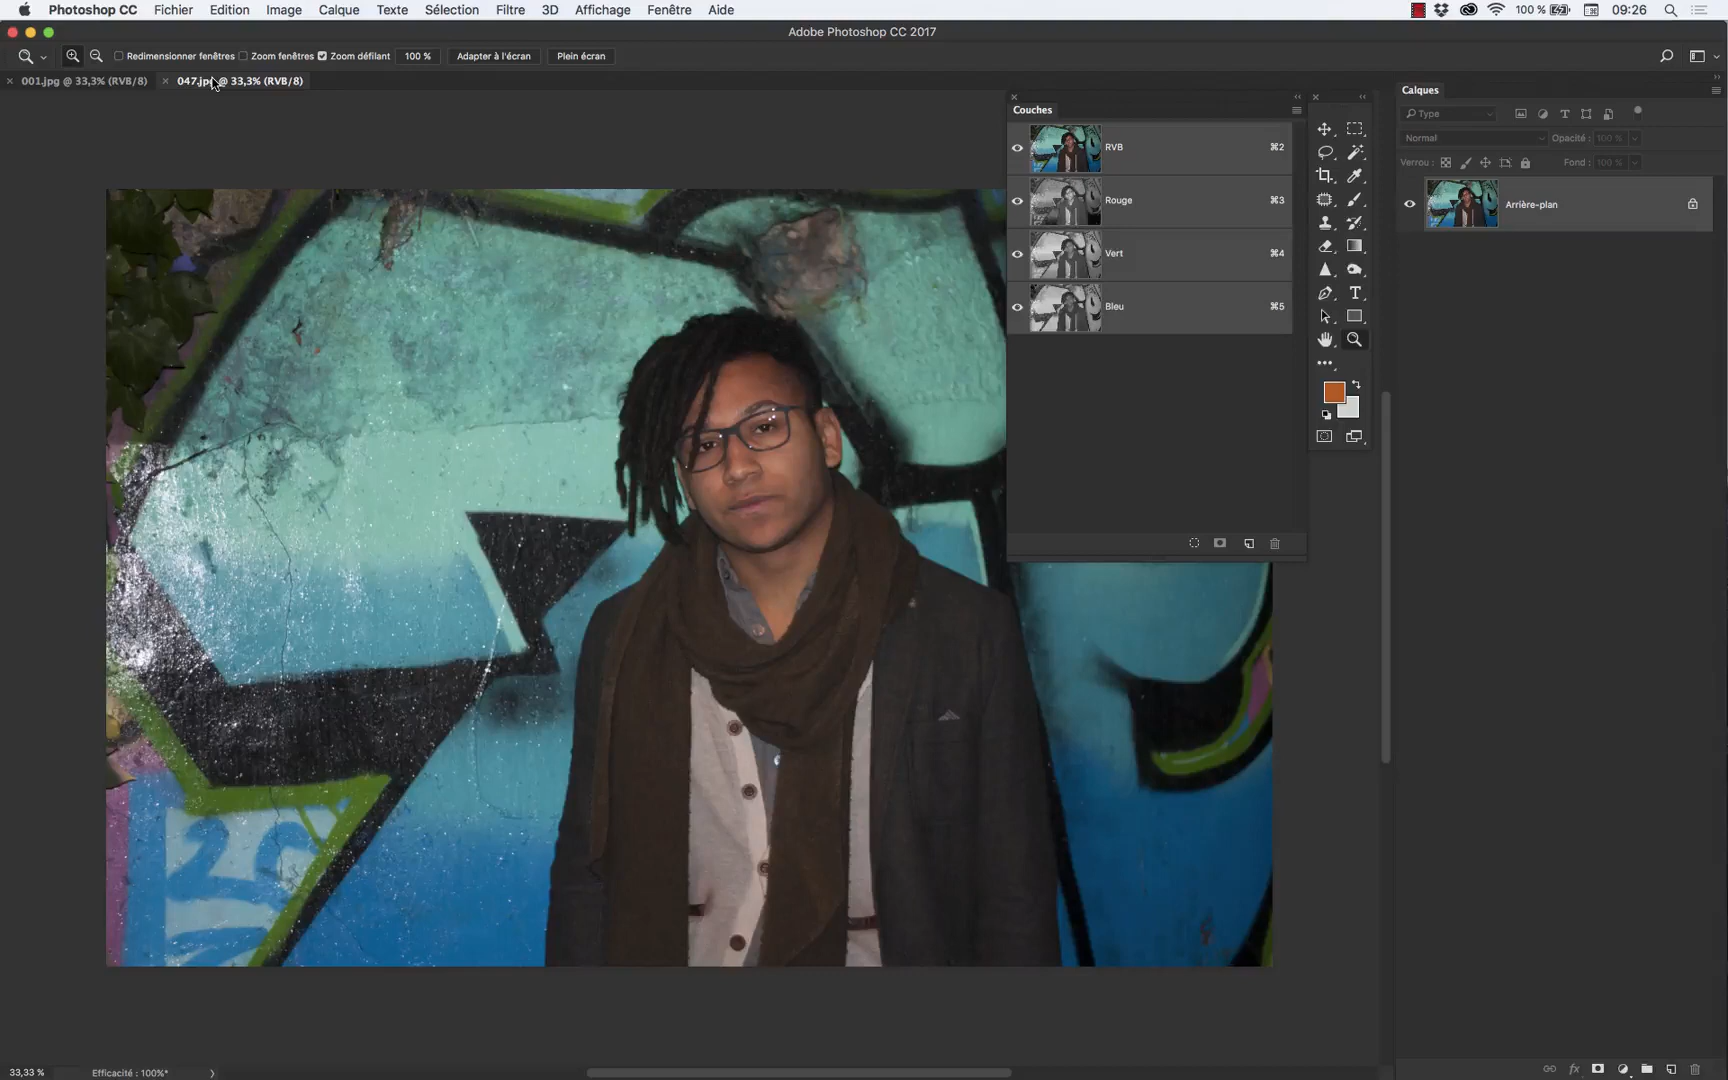 Photoshop CC Fichier Edition Image Calque Texte Sélection Filtre 3D Affichage Fenêtre Aide 100 % 09:26
Adobe Photoshop CC 2017
Redimensionner fenêtres Zoom fenêtres Zoom défilant 100 % Adapter à l'écran Plein écran
001.jpg @ 33,3% (RVB/8) 047.jpg @ 33,3% (RVB/8)
Couches
RVB ⌘2
Rouge ⌘3
Vert ⌘4
Bleu ⌘5
Calques
Type
Normal Opacité : 100 %
Verrou : Fond : 100 %
Arrière-plan
33,33 % Efficacité : 100%*